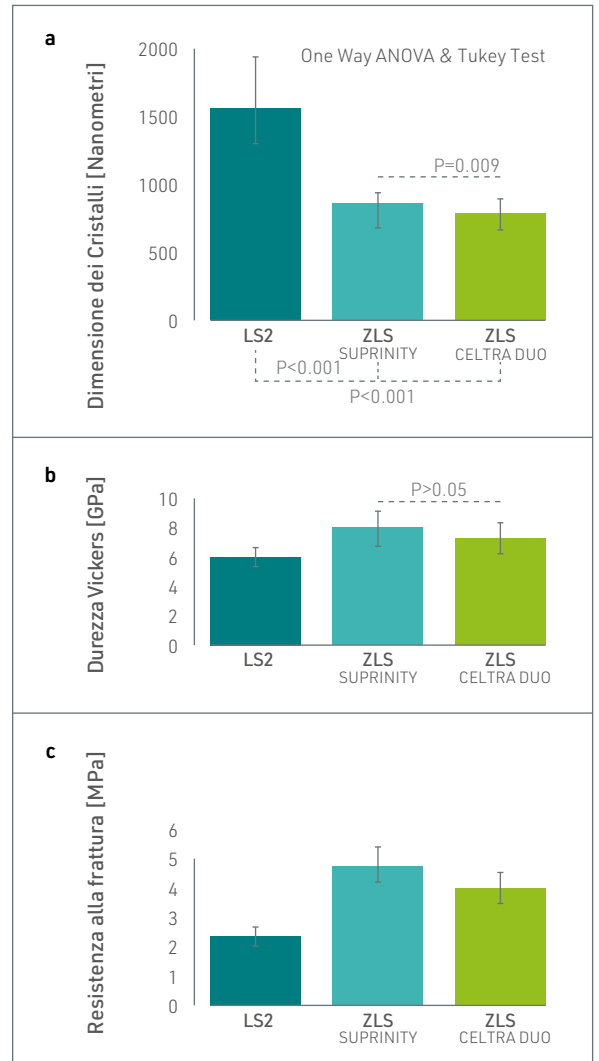 a
One Way ANOVA & Tukey Test
Dimensione dei Cristalli [Nanometri]
2000
1500
1000
500
0
P=0.009
LS2
ZLS
SUPRINITY
ZLS
CELTRA DUO
P<0.001
P<0.001
b
Durezza Vickers [GPa]
10
8
6
4
2
0
P>0.05
LS2
ZLS
SUPRINITY
ZLS
CELTRA DUO
c
Resistenza alla frattura [MPa]
6
5
4
3
2
1
0
LS2
ZLS
SUPRINITY
ZLS
CELTRA DUO